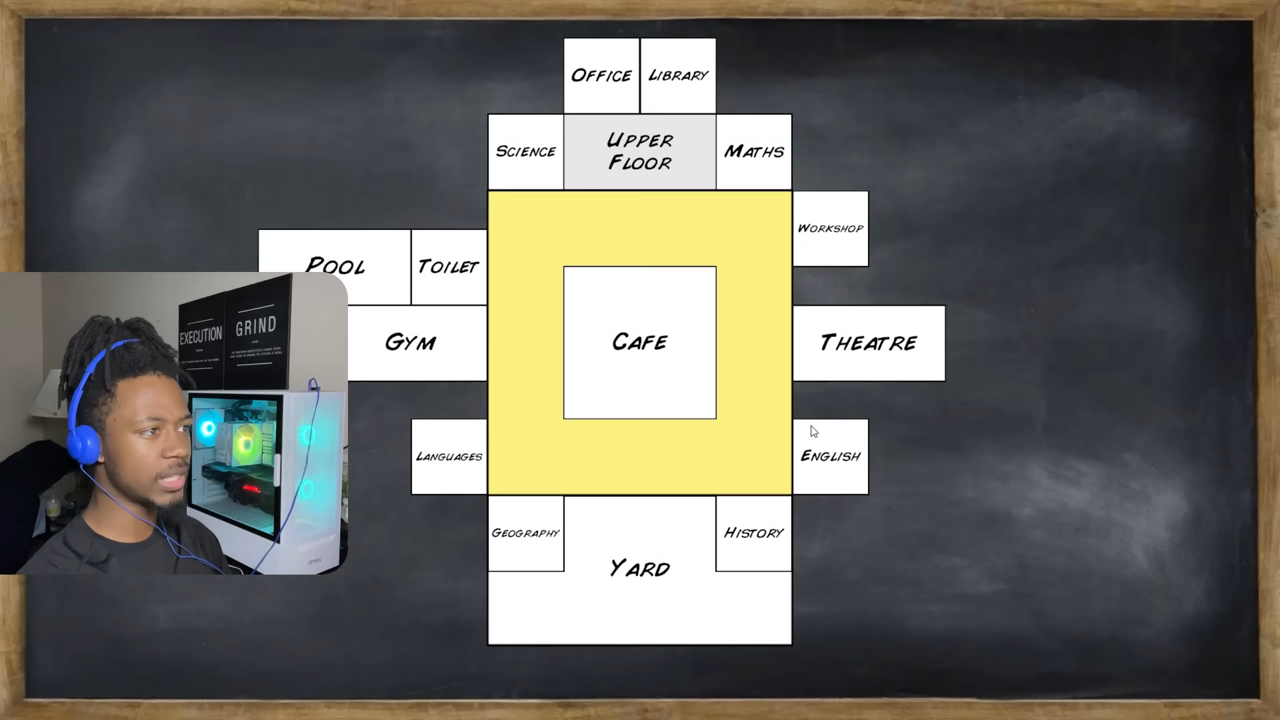 OFFICE
LIBRARY
SCIENCE
UPPER
FLOOR
MATHS
WORKSHOP
POOL
TOILET
GYM
CAFE
THEATRE
LANGUAGES
ENGLISH
GEOGRAPHY
HISTORY
YARD
EXECUTION
GRIND